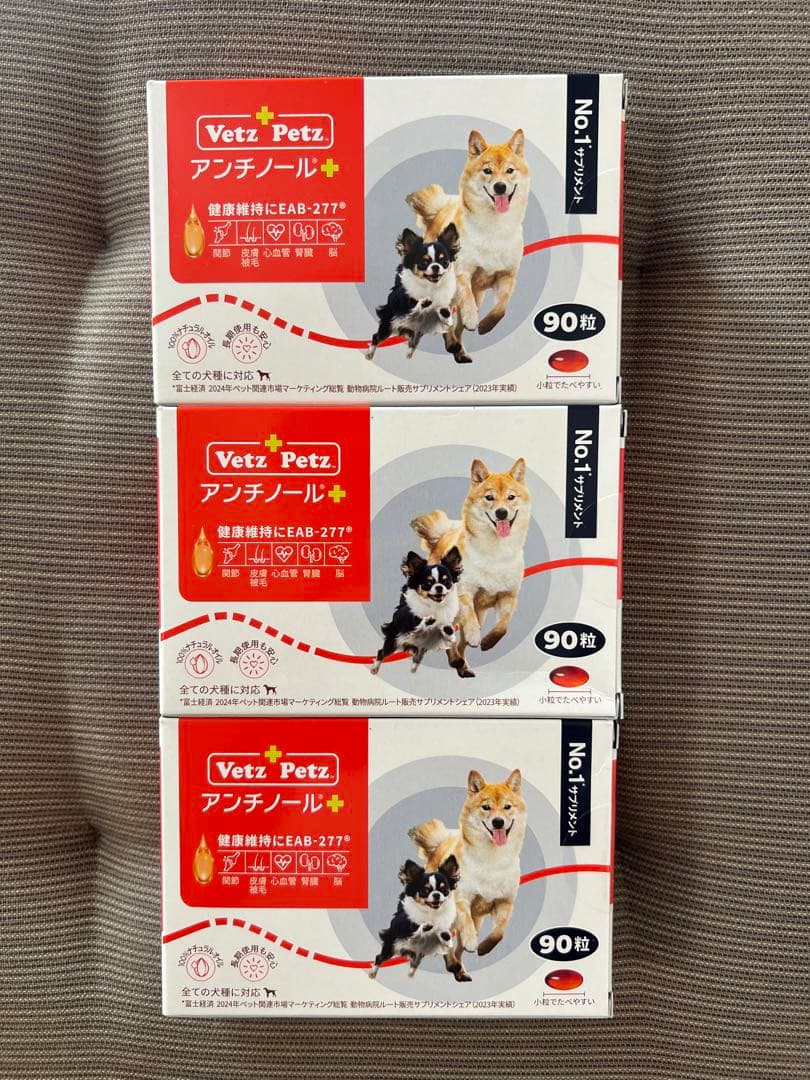 Vetz Petz™
アンチノール®
健康維持にEAB-277®
関節 皮膚被毛 心血管 腎臓 脳
100%ナチュラルオイル
長期使用も安心
全ての犬種に対応
*富士経済 2024年ペット関連市場マーケティング総覧 動物病院ルート販売サプリメントシェア(2023年実績)
No.1*サプリメント
90粒
小粒でたべやすい
Vetz Petz™
アンチノール®
健康維持にEAB-277®
関節 皮膚被毛 心血管 腎臓 脳
100%ナチュラルオイル
長期使用も安心
全ての犬種に対応
*富士経済 2024年ペット関連市場マーケティング総覧 動物病院ルート販売サプリメントシェア(2023年実績)
No.1*サプリメント
90粒
小粒でたべやすい
Vetz Petz™
アンチノール®
健康維持にEAB-277®
関節 皮膚被毛 心血管 腎臓 脳
100%ナチュラルオイル
長期使用も安心
全ての犬種に対応
*富士経済 2024年ペット関連市場マーケティング総覧 動物病院ルート販売サプリメントシェア(2023年実績)
No.1*サプリメント
90粒
小粒でたべやすい